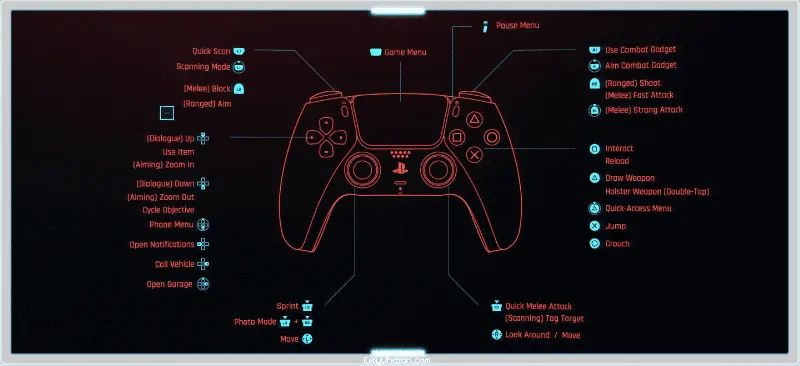 Pause Menu
Quick Scan L1
Game Menu
Use Combat Gadget
Scanning Mode
Aim Combat Gadget
(Melee) Block L2
(Ranged) Aim
R2 (Ranged) Shoot
(Melee) Fast Attack
(Melee) Strong Attack
(Dialogue) Up
Use Item
(Aiming) Zoom In
(Dialogue) Down
(Aiming) Zoom Out
Cycle Objective
Phone Menu
Open Notifications
Call Vehicle
Open Garage
Interact
Reload
Draw Weapon
Holster Weapon (Double-Tap)
Quick-Access Menu
Jump
Crouch
Sprint
Photo Mode +
Move L
Quick Melee Attack
(Scanning) Tag Target
R Look Around / Move